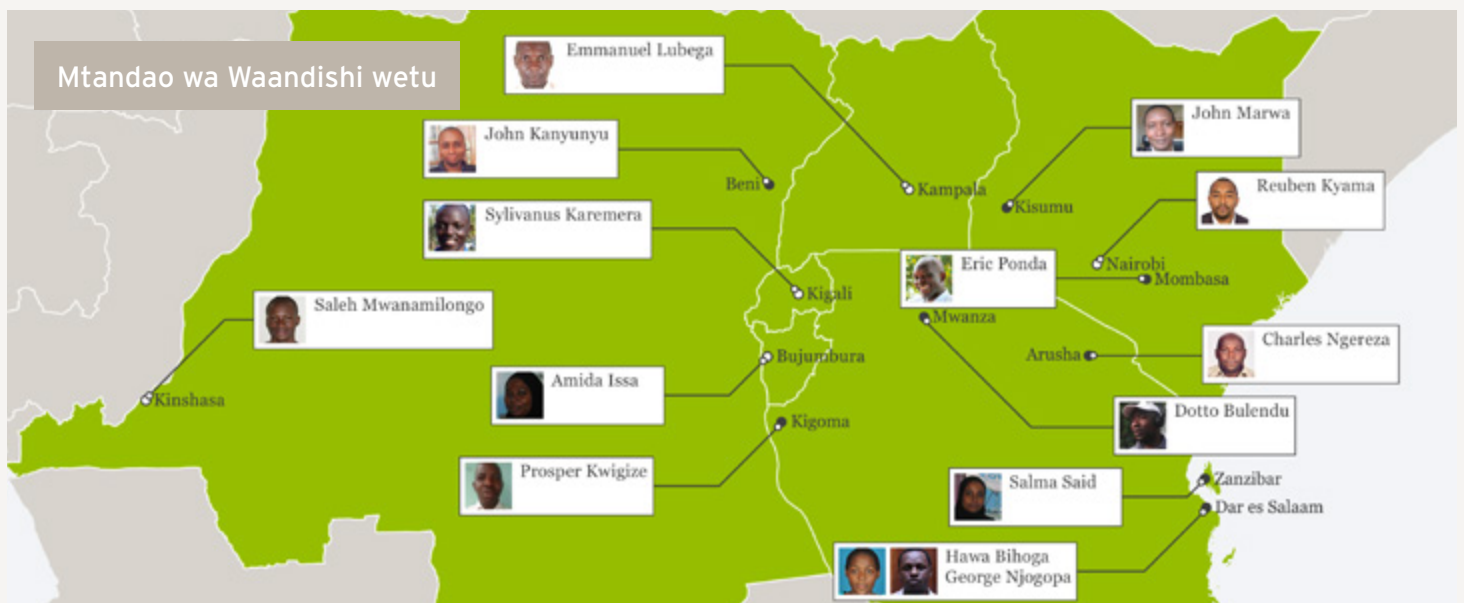 Mtandao wa Waandishi wetu
Emmanuel Lubega
John Marwa
John Kanyunyu
Beni
Kampala
Reuben Kyama
Kisumu
Sylivanus Karemera
Eric Ponda
Nairobi
Mombasa
Kigali
Saleh Mwanamilongo
Mwanza
Charles Ngereza
Bujumbura
Arusha
Amida Issa
Kinshasa
Dotto Bulendu
Kigoma
Prosper Kwigize
Salma Said
Zanzibar
Dar es Salaam
Hawa Bihoga
George Njogopa